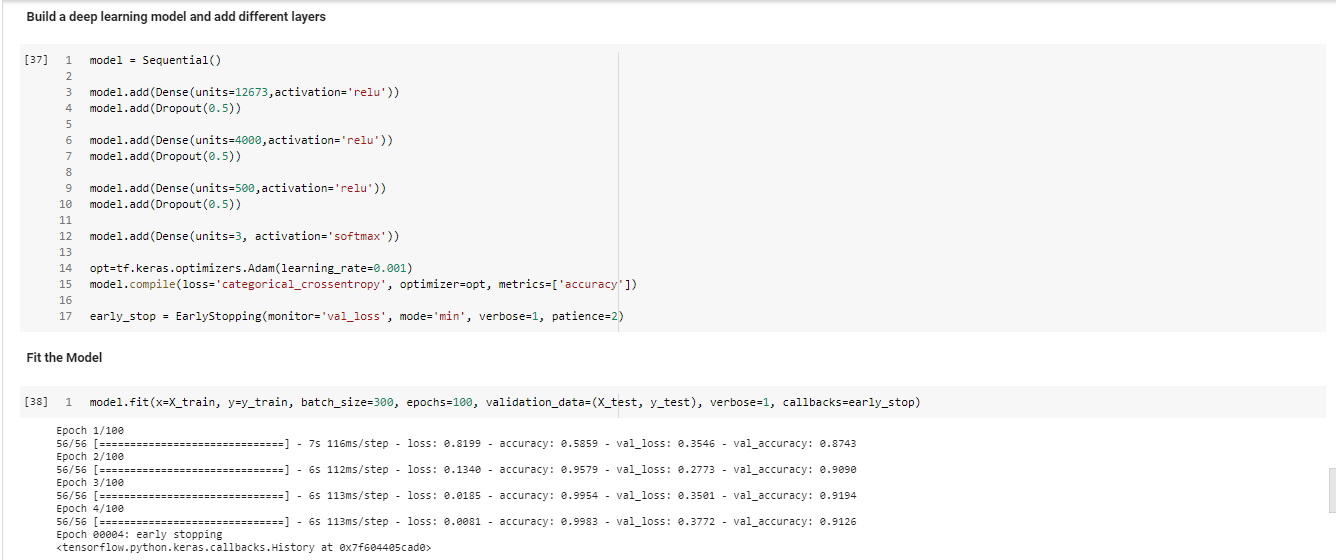 Build a deep learning model and add different layers
[37] 1 model = Sequential()
2
3 model.add(Dense(units=12673,activation='relu'))
4 model.add(Dropout(0.5))
5
6 model.add(Dense(units=4000,activation='relu'))
7 model.add(Dropout(0.5))
8
9 model.add(Dense(units=500,activation='relu'))
10 model.add(Dropout(0.5))
11
12 model.add(Dense(units=3, activation='softmax'))
13
14 opt=tf.keras.optimizers.Adam(learning_rate=0.001)
15 model.compile(loss='categorical_crossentropy', optimizer=opt, metrics=['accuracy'])
16
17 early_stop = EarlyStopping(monitor='val_loss', mode='min', verbose=1, patience=2)
Fit the Model
[38] 1 model.fit(x=X_train, y=y_train, batch_size=300, epochs=100, validation_data=(X_test, y_test), verbose=1, callbacks=early_stop)
Epoch 1/100
56/56 [==============================] - 7s 116ms/step - loss: 0.8199 - accuracy: 0.5859 - val_loss: 0.3546 - val_accuracy: 0.8743
Epoch 2/100
56/56 [==============================] - 6s 112ms/step - loss: 0.1340 - accuracy: 0.9579 - val_loss: 0.2773 - val_accuracy: 0.9090
Epoch 3/100
56/56 [==============================] - 6s 113ms/step - loss: 0.0185 - accuracy: 0.9954 - val_loss: 0.3501 - val_accuracy: 0.9194
Epoch 4/100
56/56 [==============================] - 6s 113ms/step - loss: 0.0081 - accuracy: 0.9983 - val_loss: 0.3772 - val_accuracy: 0.9126
Epoch 00004: early stopping
<tensorflow.python.keras.callbacks.History at 0x7f604405cad0>